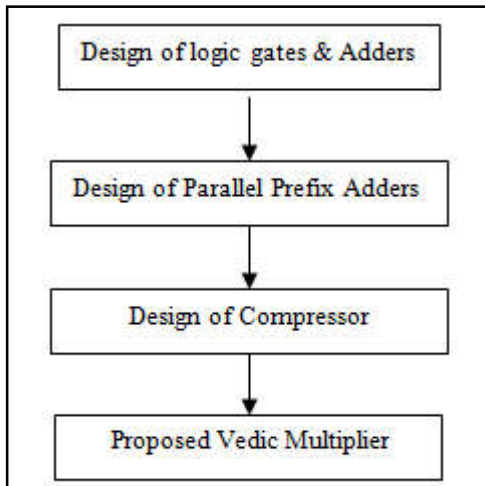 Design of logic gates & Adders
Design of Parallel Prefix Adders
Design of Compressor
Proposed Vedic Multiplier